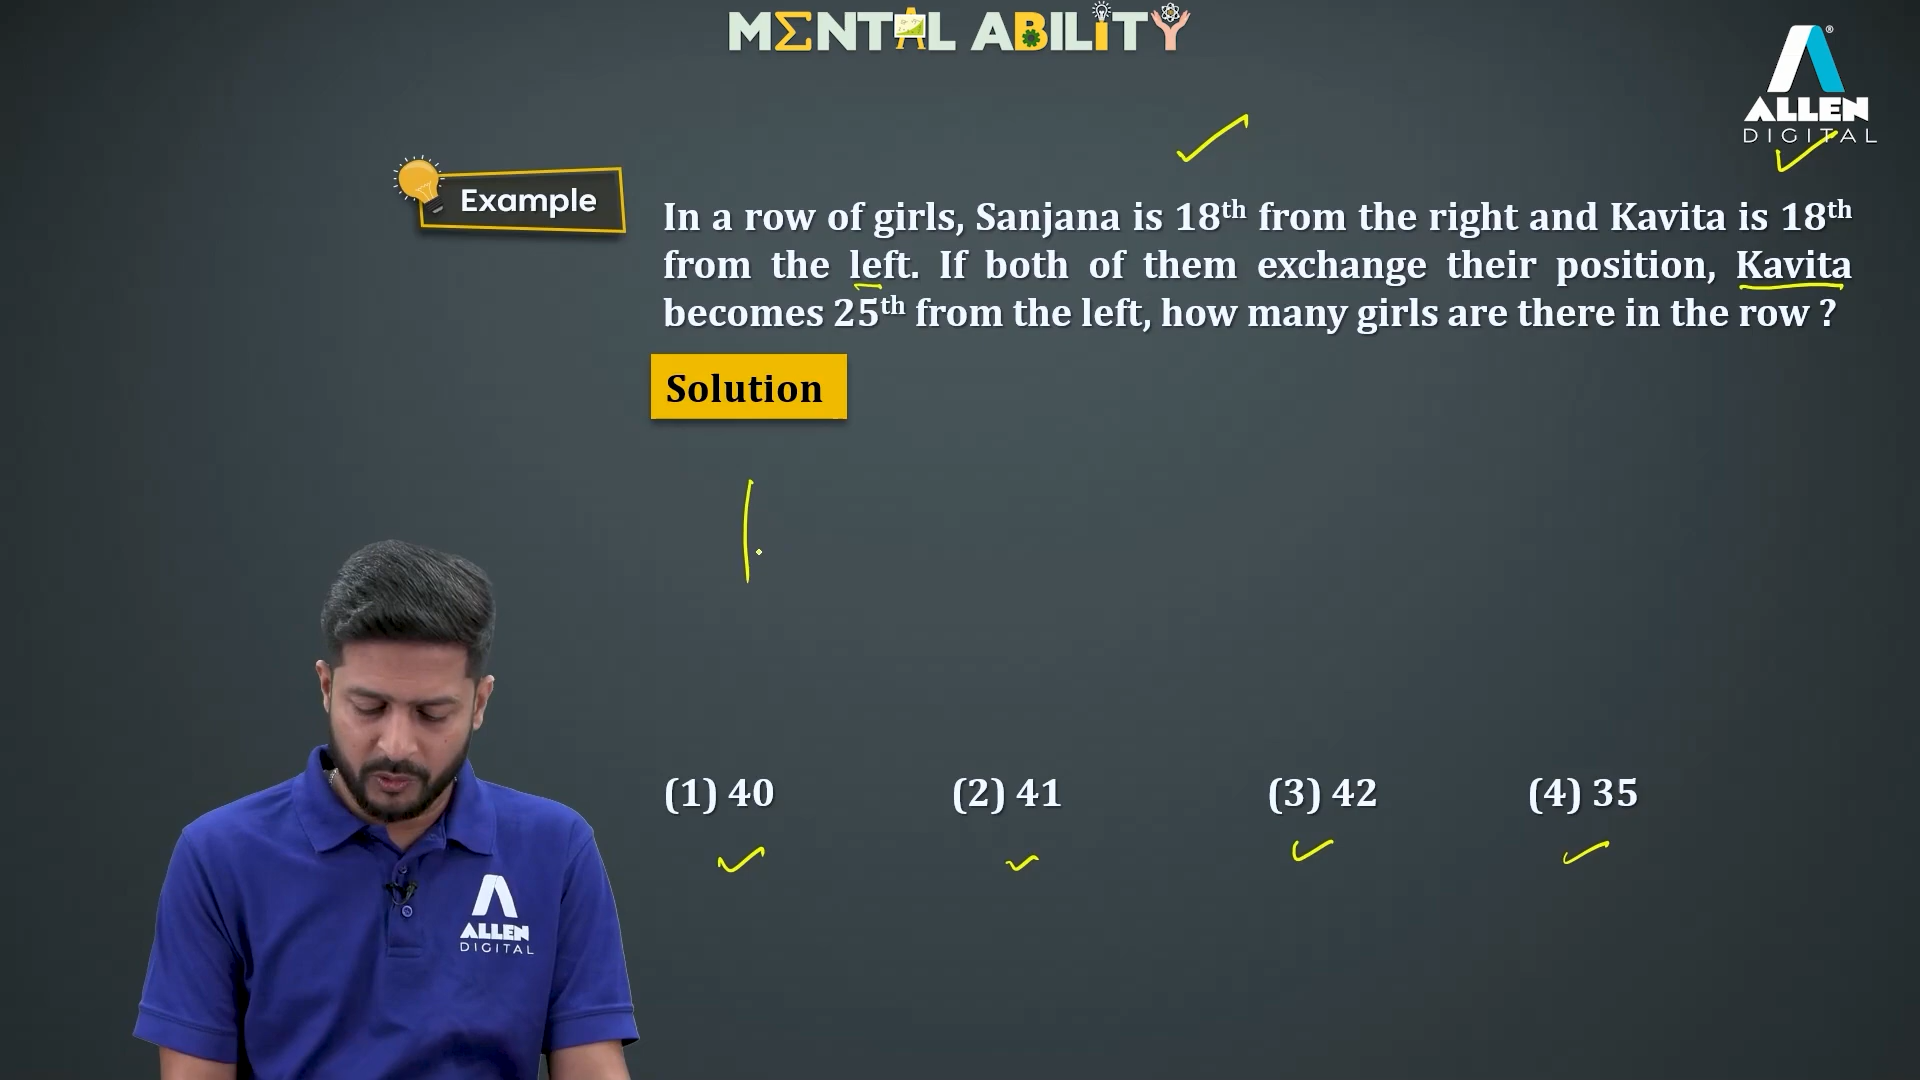 MENTAL ABILITY
ALLEN
DIGITAL
Example
In a row of girls, Sanjana is 18th from the right and Kavita is 18th
from the left. If both of them exchange their position, Kavita
becomes 25th from the left, how many girls are there in the row ?
Solution
(1) 40 (2) 41 (3) 42 (4) 35
ALLEN
DIGITAL